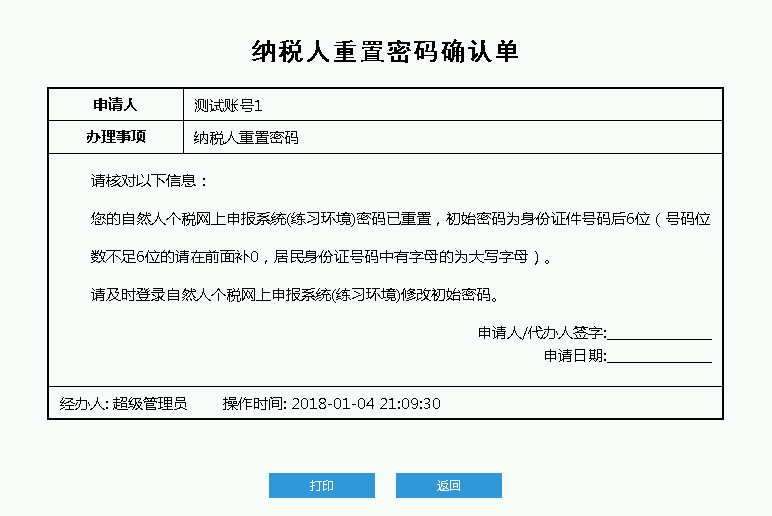 纳税人重置密码确认单
申请人 测试账号1
办理事项 纳税人重置密码
请核对以下信息：
您的自然人个税网上申报系统(练习环境)密码已重置，初始密码为身份证件号码后6位（号码位
数不足6位的请在前面补0，居民身份证号码中有字母的为大写字母）。
请及时登录自然人个税网上申报系统(练习环境)修改初始密码。
申请人/代办人签字:______________
申请日期:______________
经办人: 超级管理员 操作时间: 2018-01-04 21:09:30
打印 返回